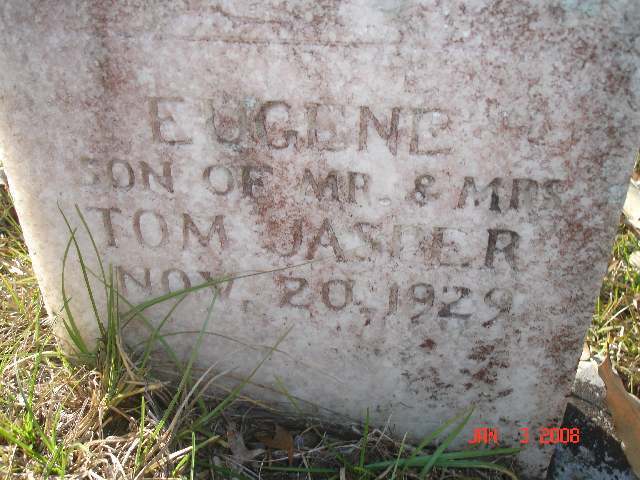 EUGENE
SON OF MR. & MRS
TOM JASPER
NOV. 20, 1929
JAN 3 2008